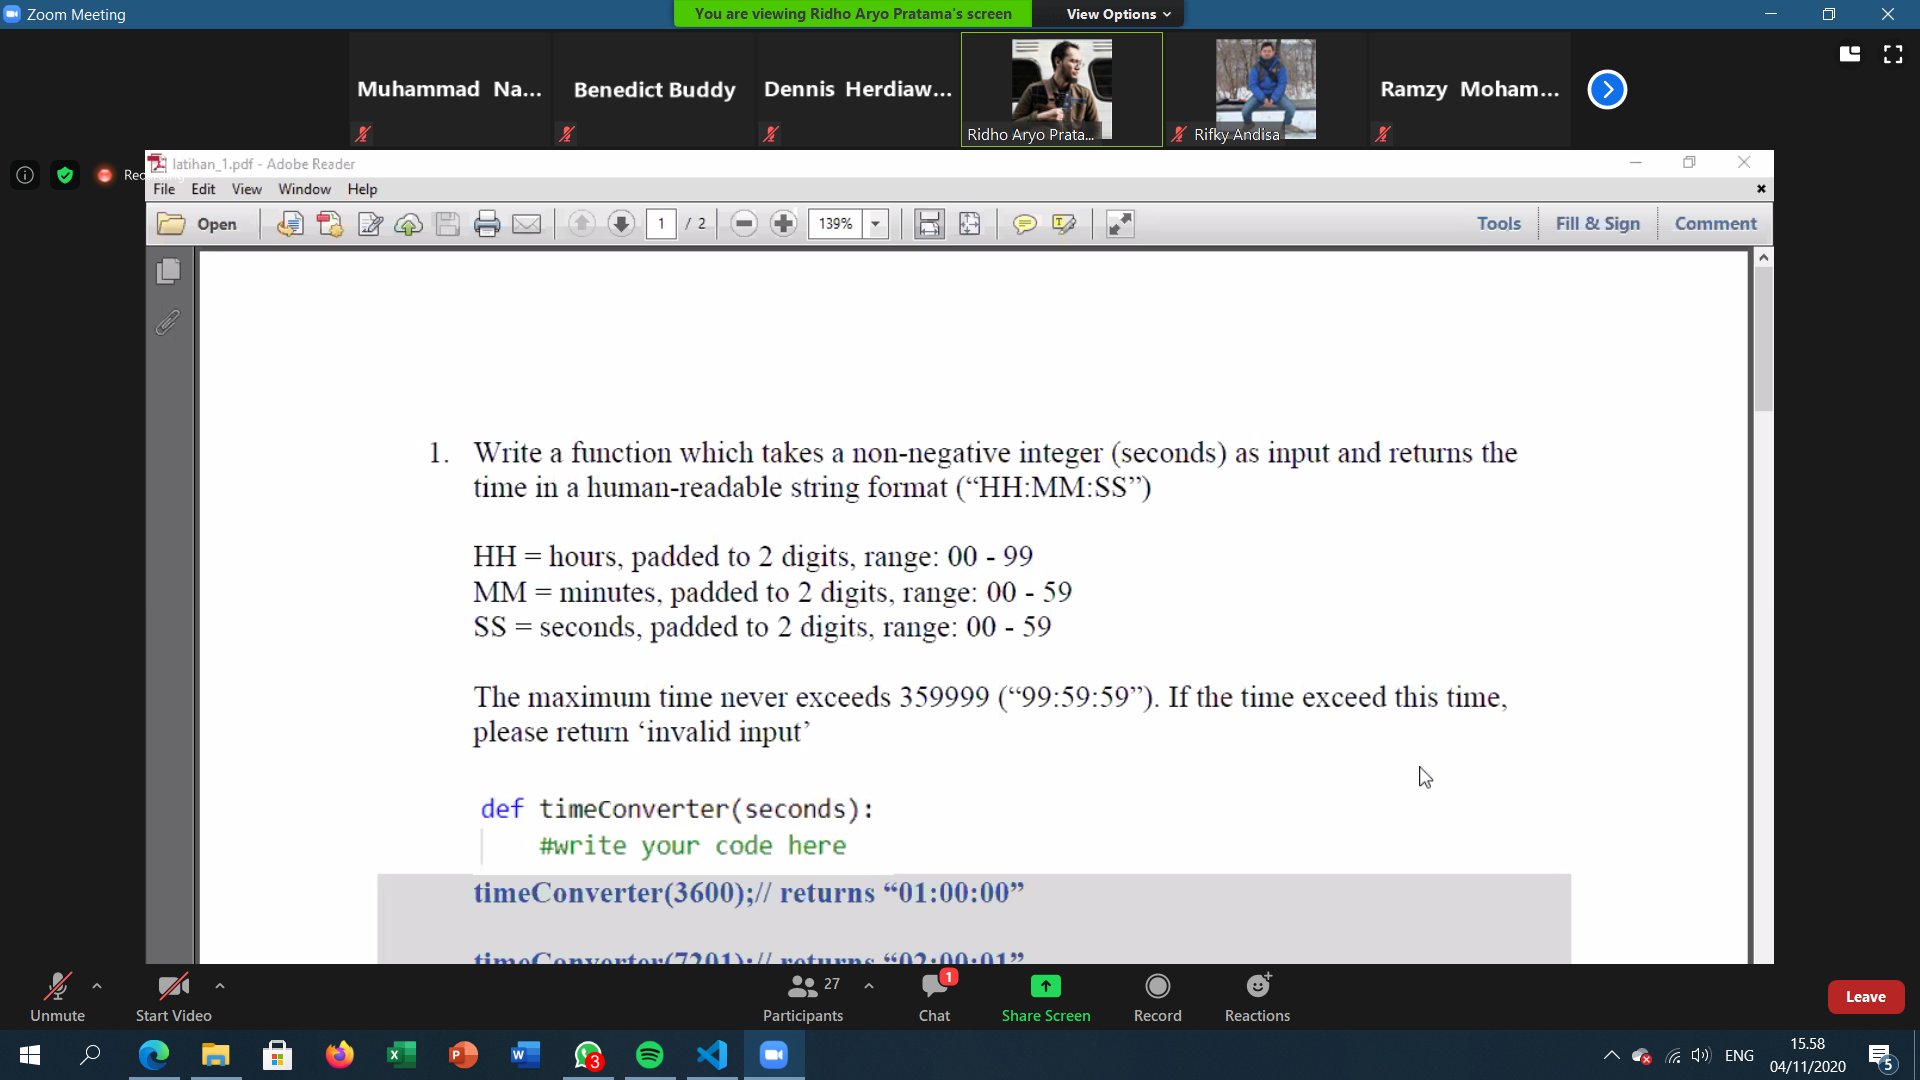 Zoom Meeting
You are viewing Ridho Aryo Pratama's screen
View Options
Muhammad Na...
Benedict Buddy
Dennis Herdiaw...
Ridho Aryo Prata...
Rifky Andisa
Ramzy Moham...
latihan_1.pdf - Adobe Reader
File Edit View Window Help
Open
1 / 2
139%
Tools
Fill & Sign
Comment
1. Write a function which takes a non-negative integer (seconds) as input and returns the
time in a human-readable string format (“HH:MM:SS”)
HH = hours, padded to 2 digits, range: 00 - 99
MM = minutes, padded to 2 digits, range: 00 - 59
SS = seconds, padded to 2 digits, range: 00 - 59
The maximum time never exceeds 359999 (“99:59:59”). If the time exceed this time,
please return ‘invalid input’
def timeConverter(seconds):
#write your code here
timeConverter(3600);// returns “01:00:00”
timeConverter(7201);// returns “02:00:01”
Unmute
Start Video
27
Participants
1
Chat
Share Screen
Record
Reactions
Leave
3
ENG
15.58
04/11/2020
5